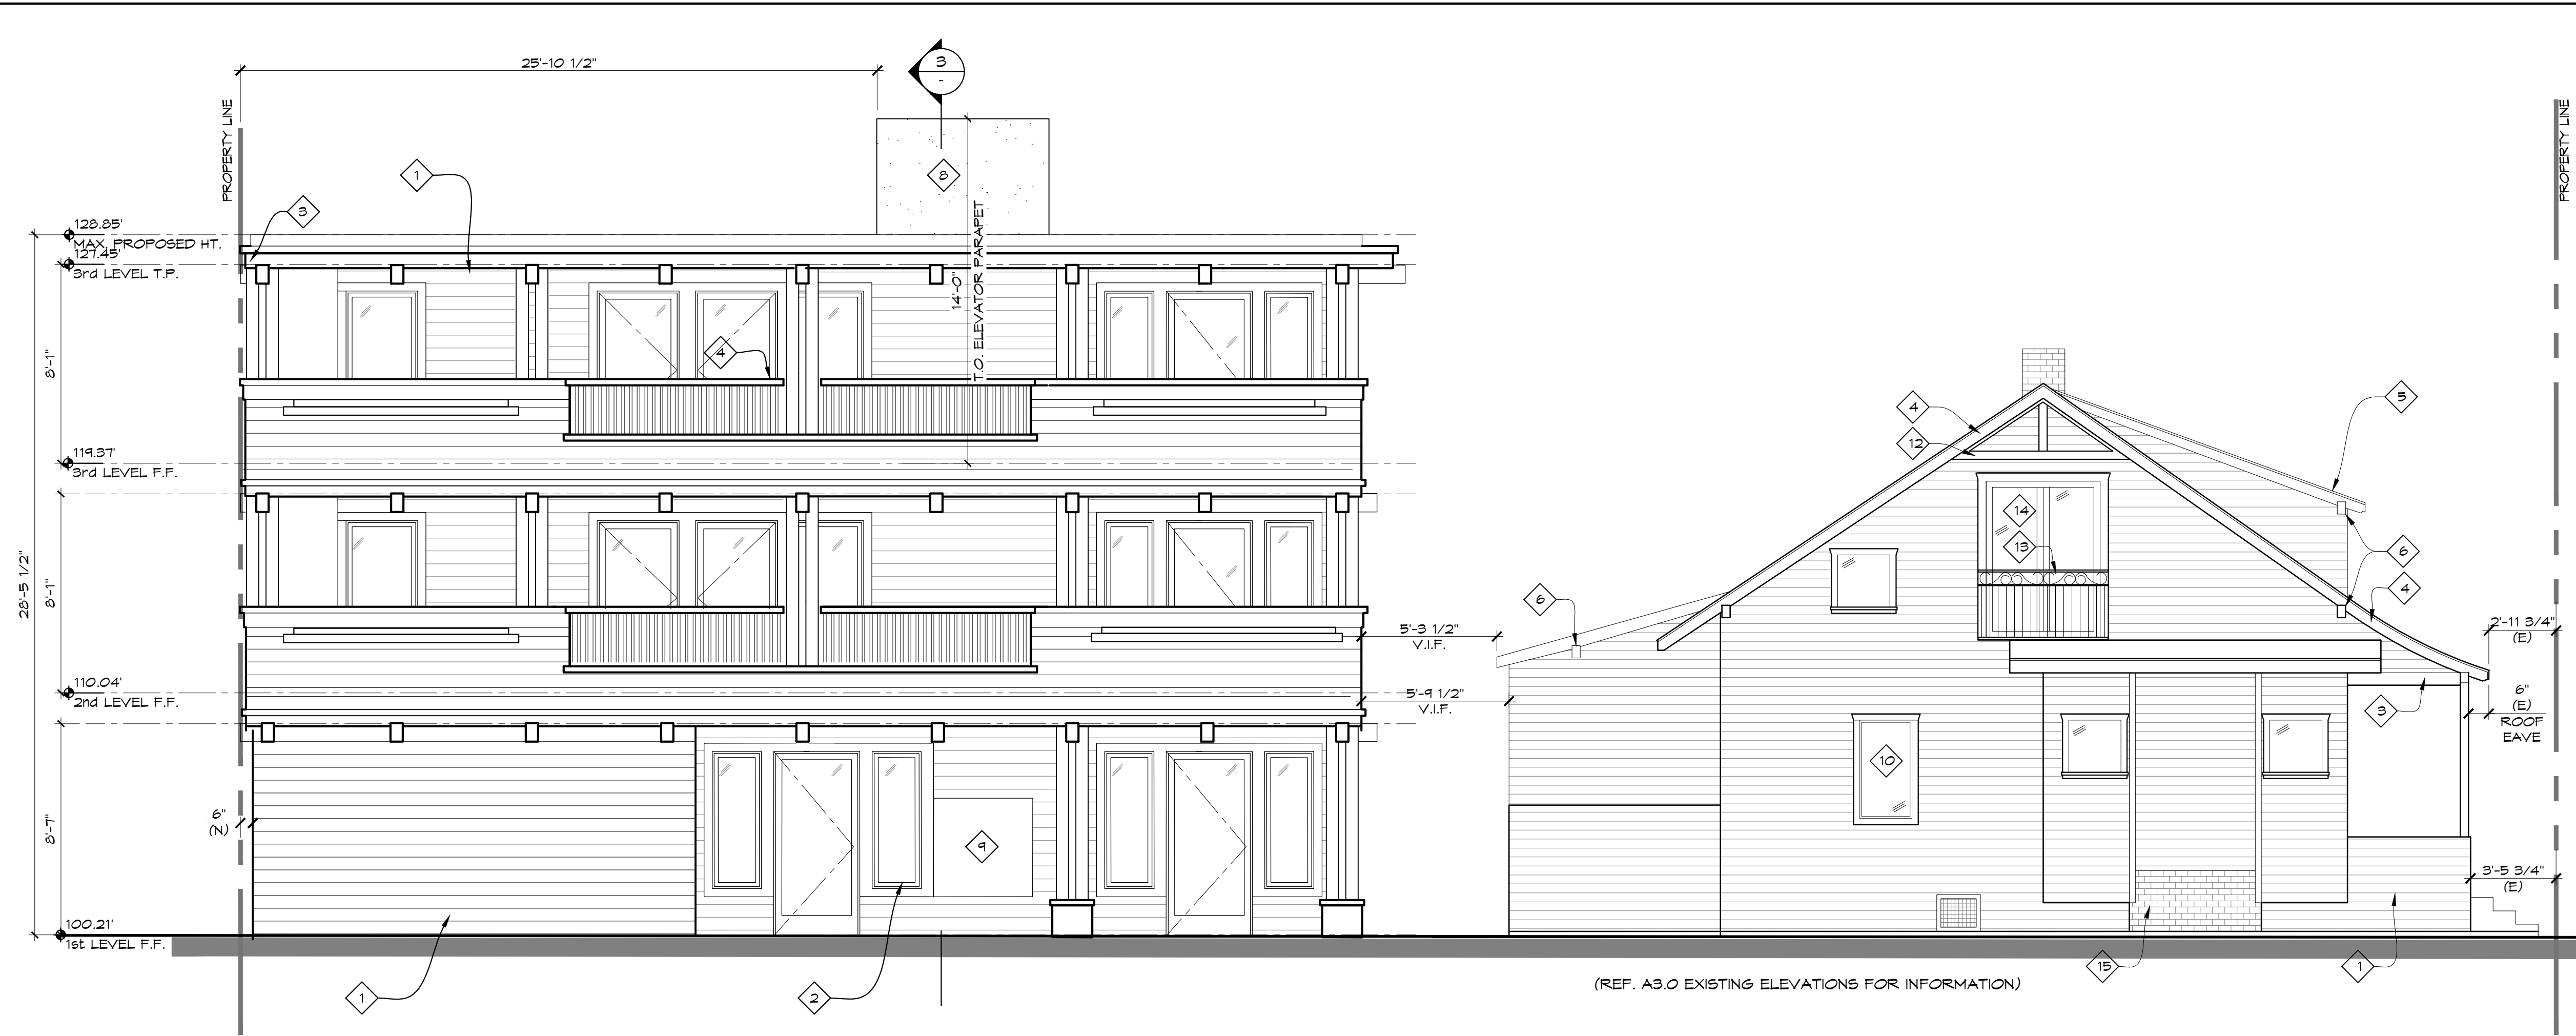 25'-10 1/2"
3
-
PROPERTY LINE
PROPERTY LINE
1
8
3
128.85'
MAX. PROPOSED HT.
127.45'
3rd LEVEL T.P.
14'-0"
T.O. ELEVATOR PARAPET
4
8'-1"
4
5
12
119.37'
3rd LEVEL F.F.
14
13
6
28'-5 1/2"
8'-1"
6
4
5'-3 1/2"
V.I.F.
2'-11 3/4"
(E)
110.04'
2nd LEVEL F.F.
5'-9 1/2"
V.I.F.
3
6"
(E)
ROOF
EAVE
10
6"
(N)
8'-7"
9
3'-5 3/4"
(E)
100.21'
1st LEVEL F.F.
1
2
15
1
(REF. A3.0 EXISTING ELEVATIONS FOR INFORMATION)